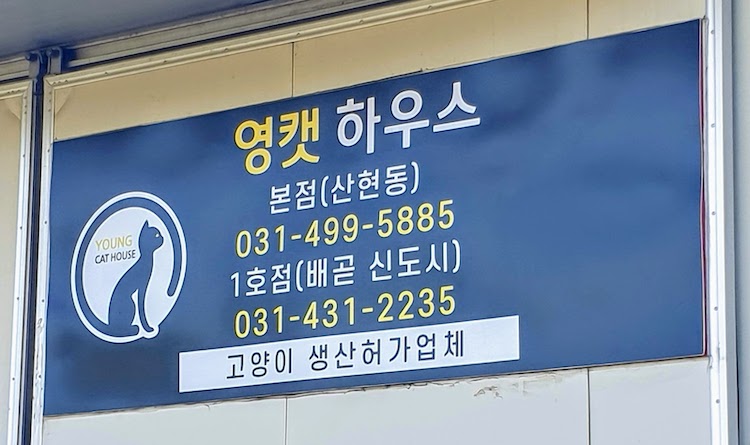 영캣 하우스
본점(산현동)
031-499-5885
1호점(배곧 신도시)
031-431-2235
고양이 생산허가업체
YOUNG
CAT HOUSE